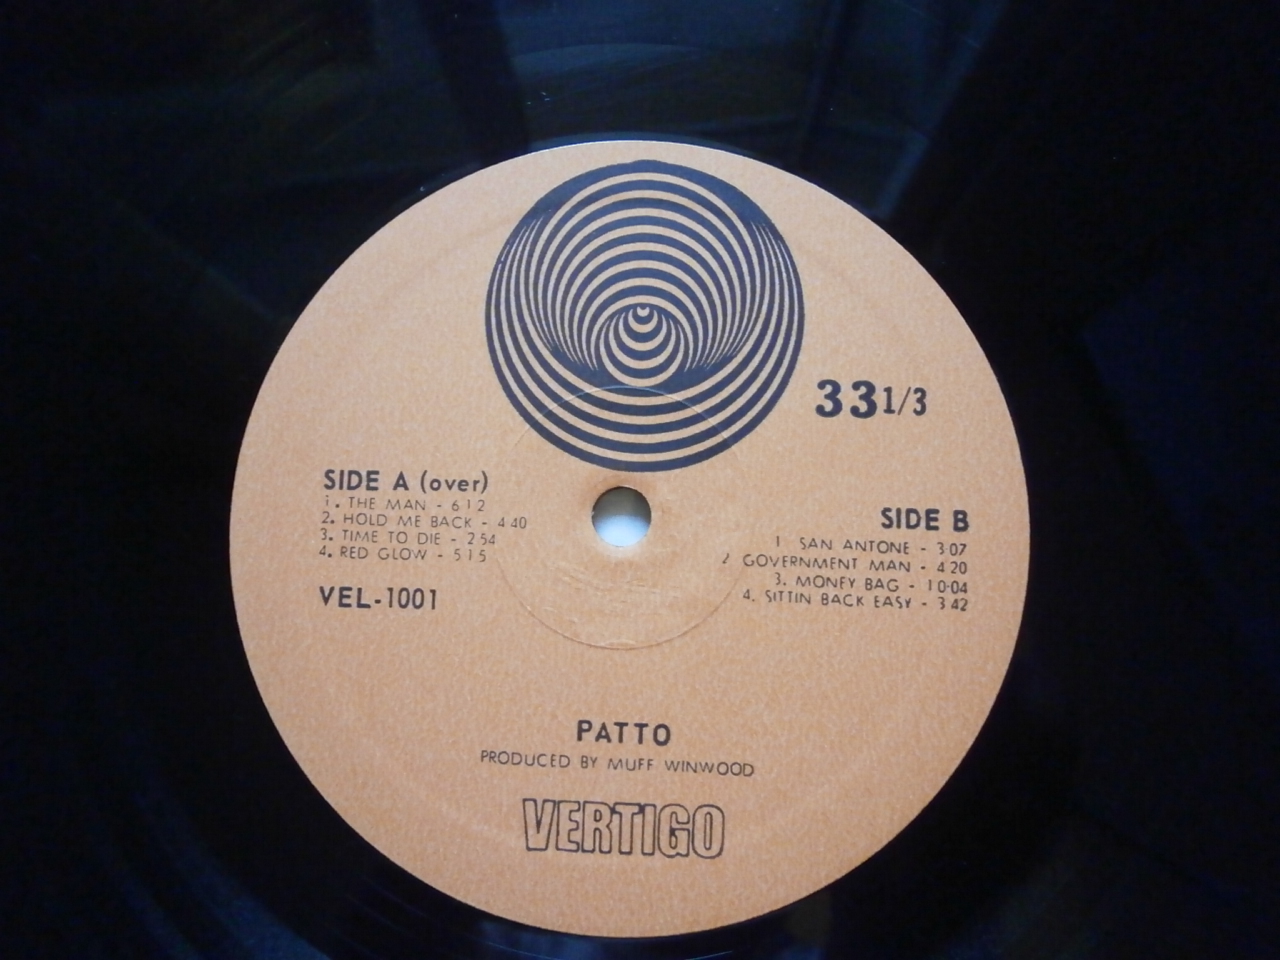 33 1/3
SIDE A (over)
1. THE MAN - 6 12
2. HOLD ME BACK - 4 40
3. TIME TO DIE - 2 54
4. RED GLOW - 5 15
VEL-1001
SIDE B
1 SAN ANTONE - 3 07
2 GOVERNMENT MAN - 4 20
3. MONEY BAG - 10·04
4. SITTIN BACK EASY - 3 42
PATTO
PRODUCED BY MUFF WINWOOD
VERTIGO